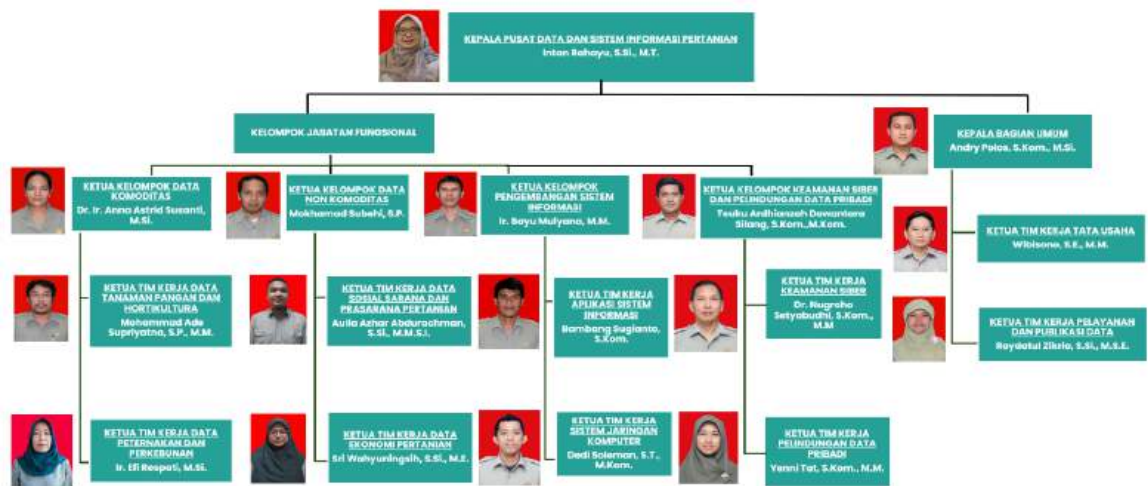 KEPALA PUSAT DATA DAN SISTEM INFORMASI PERTANIAN
Intan Rahayu, S.Si., M.T.
KELOMPOK JABATAN FUNGSIONAL
KEPALA BAGIAN UMUM
Andry Polos, S.Kom., M.Si.
KETUA KELOMPOK DATA
KOMODITAS
Dr. Ir. Anna Astrid Susanti,
M.Si.
KETUA KELOMPOK DATA
NON KOMODITAS
Mokhamad Subehi, S.P.
KETUA KELOMPOK
PENGEMBANGAN SISTEM
INFORMASI
Ir. Bayu Mulyana, M.M.
KETUA KELOMPOK KEAMANAN SIBER
DAN PELINDUNGAN DATA PRIBADI
Teuku Ardhiansah Dewantara
Silang, S.Kom.,M.Kom.
KETUA TIM KERJA TATA USAHA
Wibisono, S.E., M.M.
KETUA TIM KERJA DATA
TANAMAN PANGAN DAN
HORTIKULTURA
Mohammad Ade
Supriyatna, S.P., M.M.
KETUA TIM KERJA DATA
SOSIAL SARANA DAN
PRASARANA PERTANIAN
Aulia Azhar Abdurachman,
S.Si., M.M.S.I.
KETUA TIM KERJA
APLIKASI SISTEM
INFORMASI
Bambang Sugianto,
S.Kom.
KETUA TIM KERJA
KEAMANAN SIBER
Dr. Nugroho
Setyabudhi, S.Kom.,
M.M
KETUA TIM KERJA PELAYANAN
DAN PUBLIKASI DATA
Roydatul Zikria, S.Si., M.S.E.
KETUA TIM KERJA DATA
PETERNAKAN DAN
PERKEBUNAN
Ir. Efi Respati, M.Si.
KETUA TIM KERJA DATA
EKONOMI PERTANIAN
Sri Wahyuningsih, S.Si., M.E.
KETUA TIM KERJA
SISTEM JARINGAN
KOMPUTER
Dedi Soleman, S.T.,
M.Kom.
KETUA TIM KERJA
PELINDUNGAN DATA
PRIBADI
Yenni Tat, S.Kom., M.M.